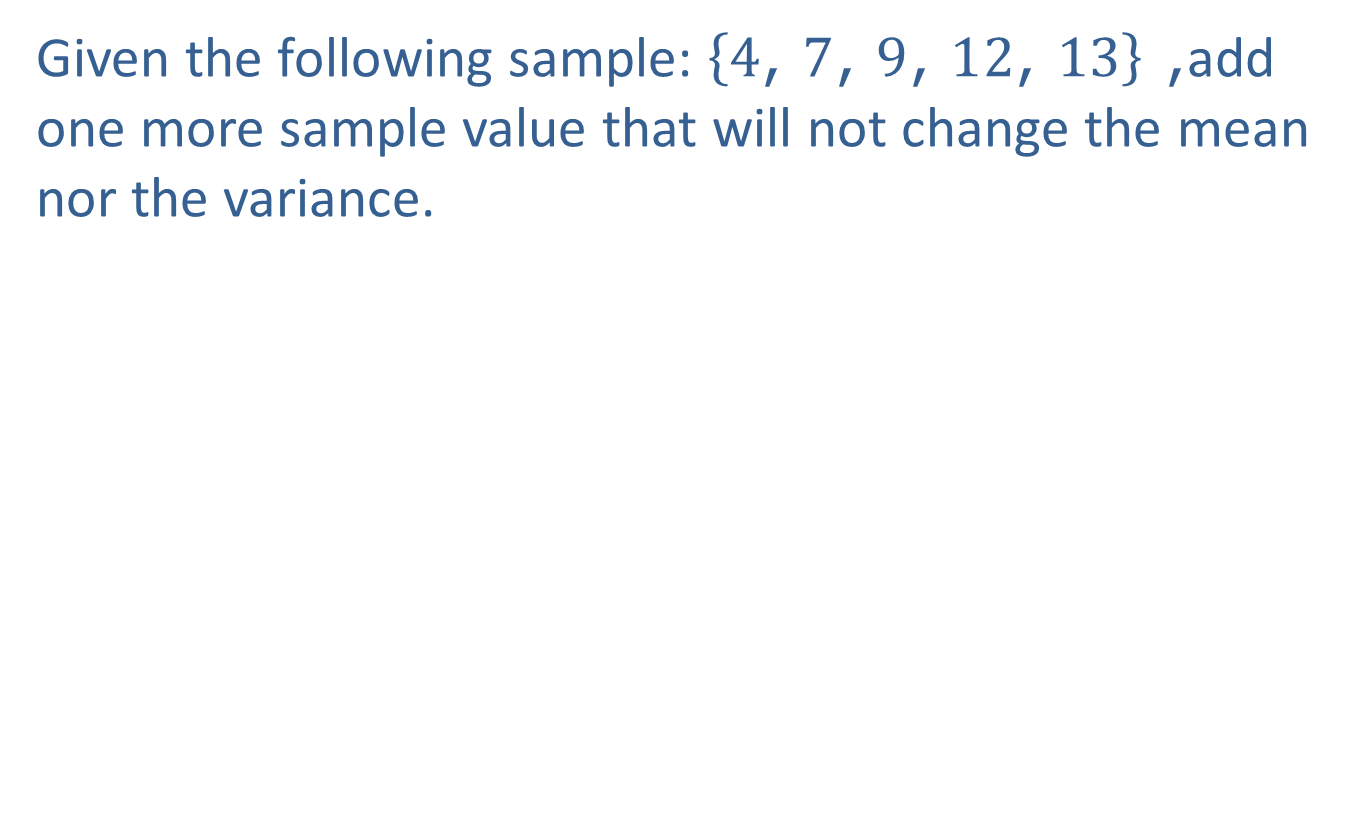 Given the following sample: {4, 7, 9, 12, 13} ,add
one more sample value that will not change the mean
nor the variance.